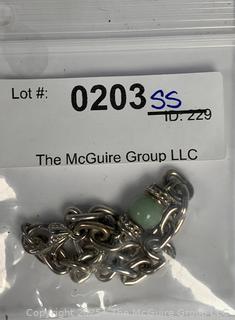 Lot #: 0203 SS
ID: 229
The McGuire Group LLC